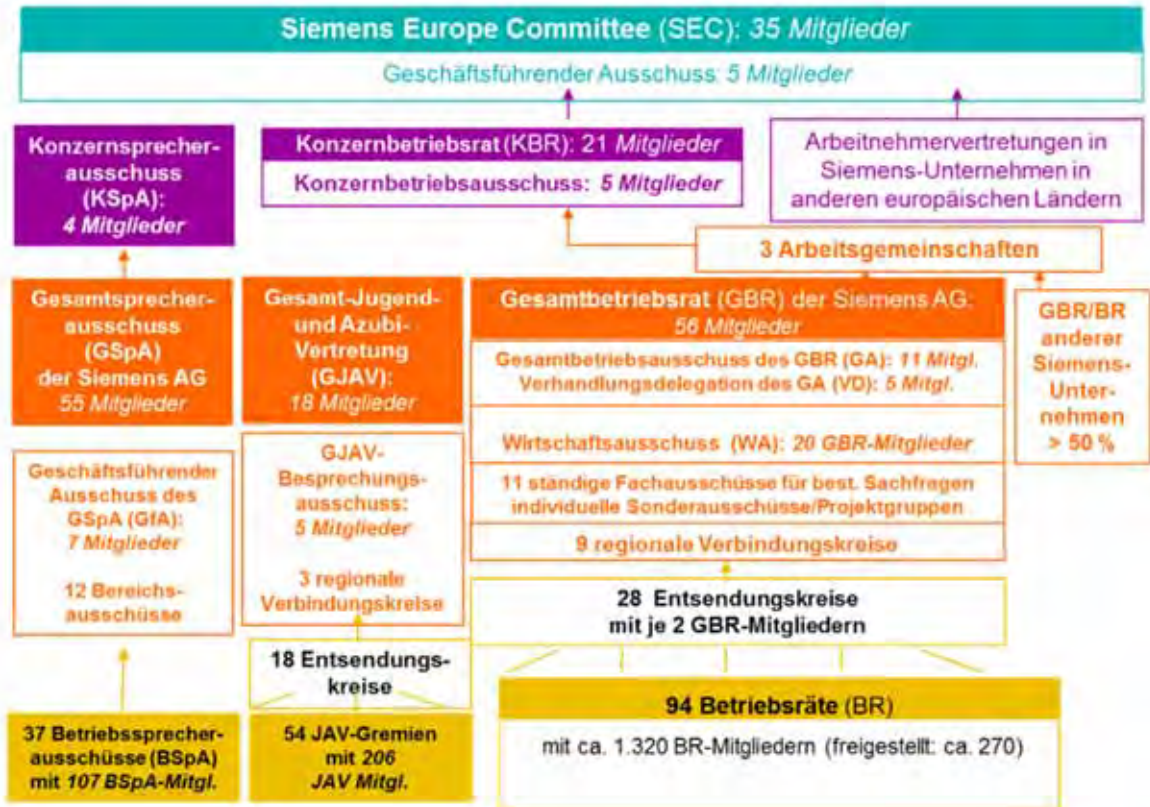 Siemens Europe Committee (SEC): 35 Mitglieder
Geschäftsführender Ausschuss: 5 Mitglieder
Konzernsprecher-
ausschuss
(KSpA):
4 Mitglieder
Konzernbetriebsrat (KBR): 21 Mitglieder
Konzernbetriebsausschuss: 5 Mitglieder
Arbeitnehmervertretungen in
Siemens-Unternehmen in
anderen europäischen Ländern
3 Arbeitsgemeinschaften
Gesamtsprecher-
ausschuss
(GSpA)
der Siemens AG
55 Mitglieder
Gesamt-Jugend-
und Azubi-
Vertretung
(GJAV):
18 Mitglieder
Gesamtbetriebsrat (GBR) der Siemens AG:
56 Mitglieder
Gesamtbetriebsausschuss des GBR (GA): 11 Mitgl.
Verhandlungsdelegation des GA (VD): 5 Mitgl.
Wirtschaftsausschuss (WA): 20 GBR-Mitglieder
11 ständige Fachausschüsse für best. Sachfragen
individuelle Sonderausschüsse/Projektgruppen
9 regionale Verbindungskreise
GBR/BR
anderer
Siemens-
Unter-
nehmen
> 50 %
Geschäftsführender
Ausschuss des
GSpA (GfA):
7 Mitglieder
12 Bereichs-
ausschüsse
GJAV-
Besprechungs-
ausschuss:
5 Mitglieder
3 regionale
Verbindungskreise
28 Entsendungskreise
mit je 2 GBR-Mitgliedern
18 Entsendungs-
kreise
37 Betriebssprecher-
ausschüsse (BSpA)
mit 107 BSpA-Mitgl.
54 JAV-Gremien
mit 206
JAV Mitgl.
94 Betriebsräte (BR)
mit ca. 1.320 BR-Mitgliedern (freigestellt: ca. 270)